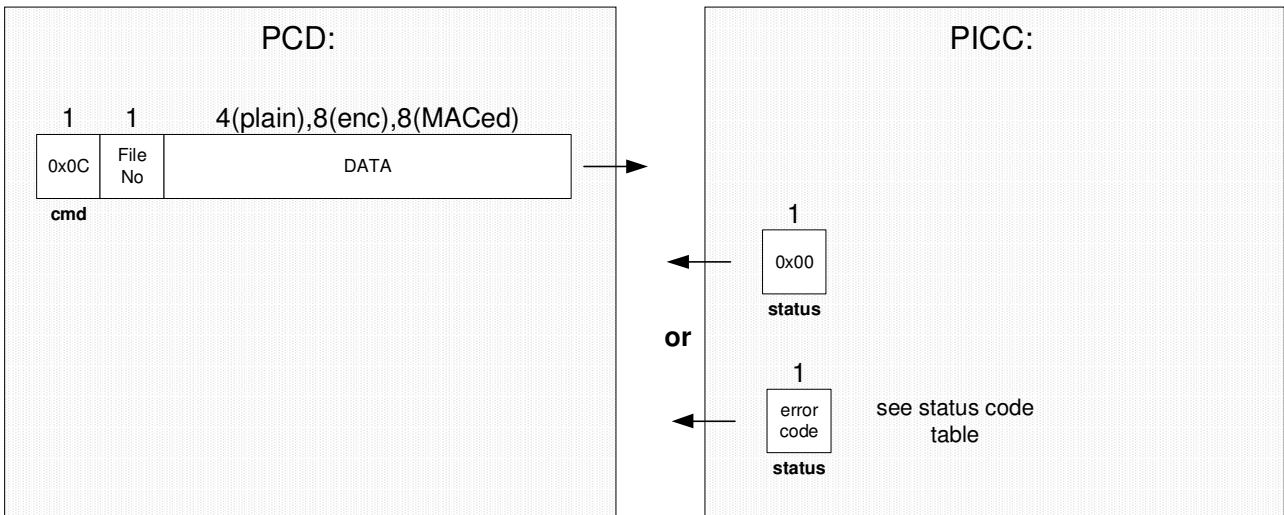 PCD:
1 1 4(plain),8(enc),8(MACed)
0x0C
File
No
DATA
cmd
PICC:
1
0x00
status
or
1
error
code
status
see status code
table